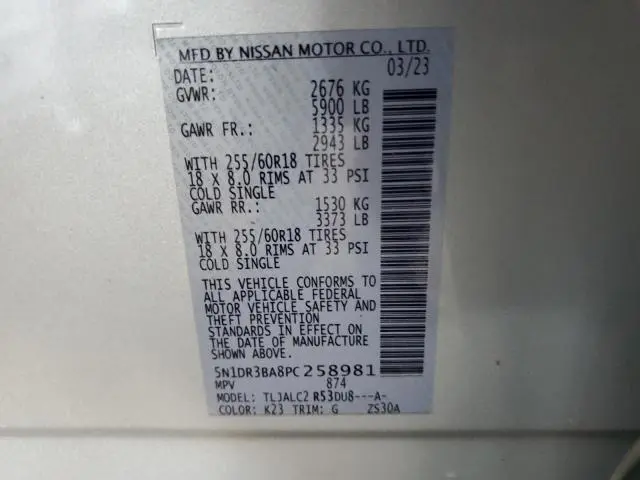 MFD BY NISSAN MOTOR CO., LTD.
DATE: 03/23
GVWR: 2676 KG
5900 LB
GAWR FR.: 1335 KG
2943 LB
WITH 255/60R18 TIRES
18 X 8.0 RIMS AT 33 PSI
COLD SINGLE
GAWR RR.: 1530 KG
3373 LB
WITH 255/60R18 TIRES
18 X 8.0 RIMS AT 33 PSI
COLD SINGLE
THIS VEHICLE CONFORMS TO
ALL APPLICABLE FEDERAL
MOTOR VEHICLE SAFETY AND
THEFT PREVENTION
STANDARDS IN EFFECT ON
THE DATE OF MANUFACTURE
SHOWN ABOVE.
5N1DR3BA8PC258981
MPV 874
MODEL: TLJALC2 R53DU8---A-
COLOR: K23 TRIM: G ZS30A